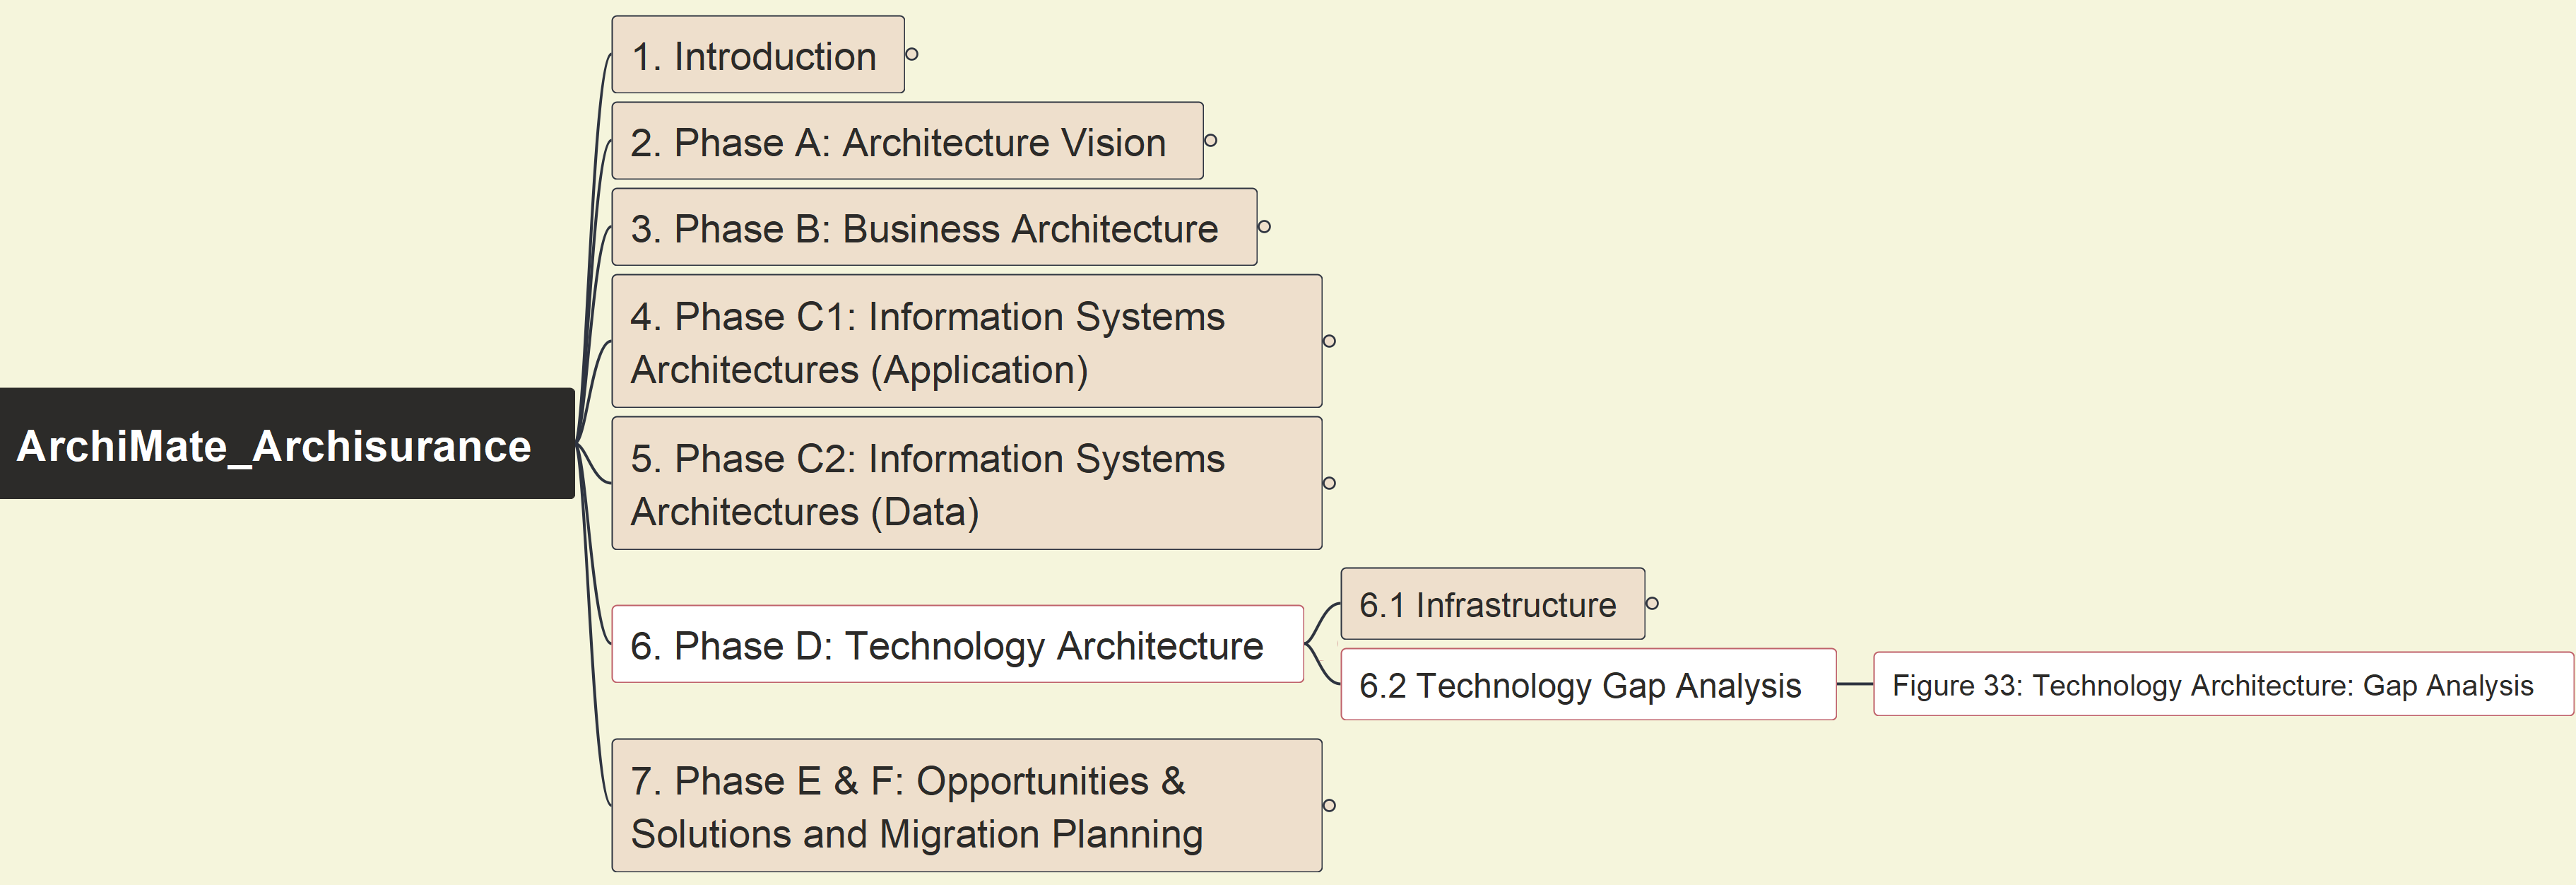 1. Introduction
2. Phase A: Architecture Vision
3. Phase B: Business Architecture
4. Phase C1: Information Systems
Architectures (Application)
ArchiMate_Archisurance
5. Phase C2: Information Systems
Architectures (Data)
6. Phase D: Technology Architecture
6.1 Infrastructure
6.2 Technology Gap Analysis
Figure 33: Technology Architecture: Gap Analysis
7. Phase E & F: Opportunities &
Solutions and Migration Planning